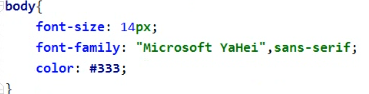 body{
    font-size: 14px;
    font-family: "Microsoft YaHei",sans-serif;
    color: #333;
}